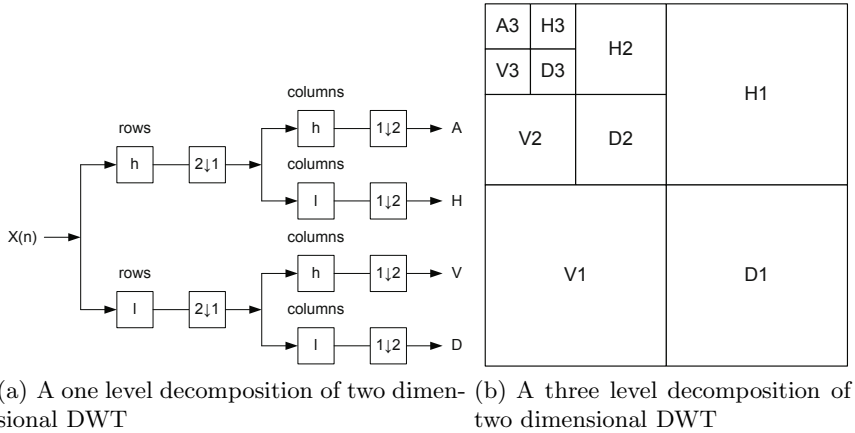 columns
h
1↓2
A
rows
h
2↓1
columns
l
1↓2
H
X(n)
columns
h
1↓2
V
rows
l
2↓1
columns
l
1↓2
D
(a) A one level decomposition of two dimen-
sional DWT
A3 H3
H2
H1
V3 D3
V2 D2
V1 D1
(b) A three level decomposition of
two dimensional DWT